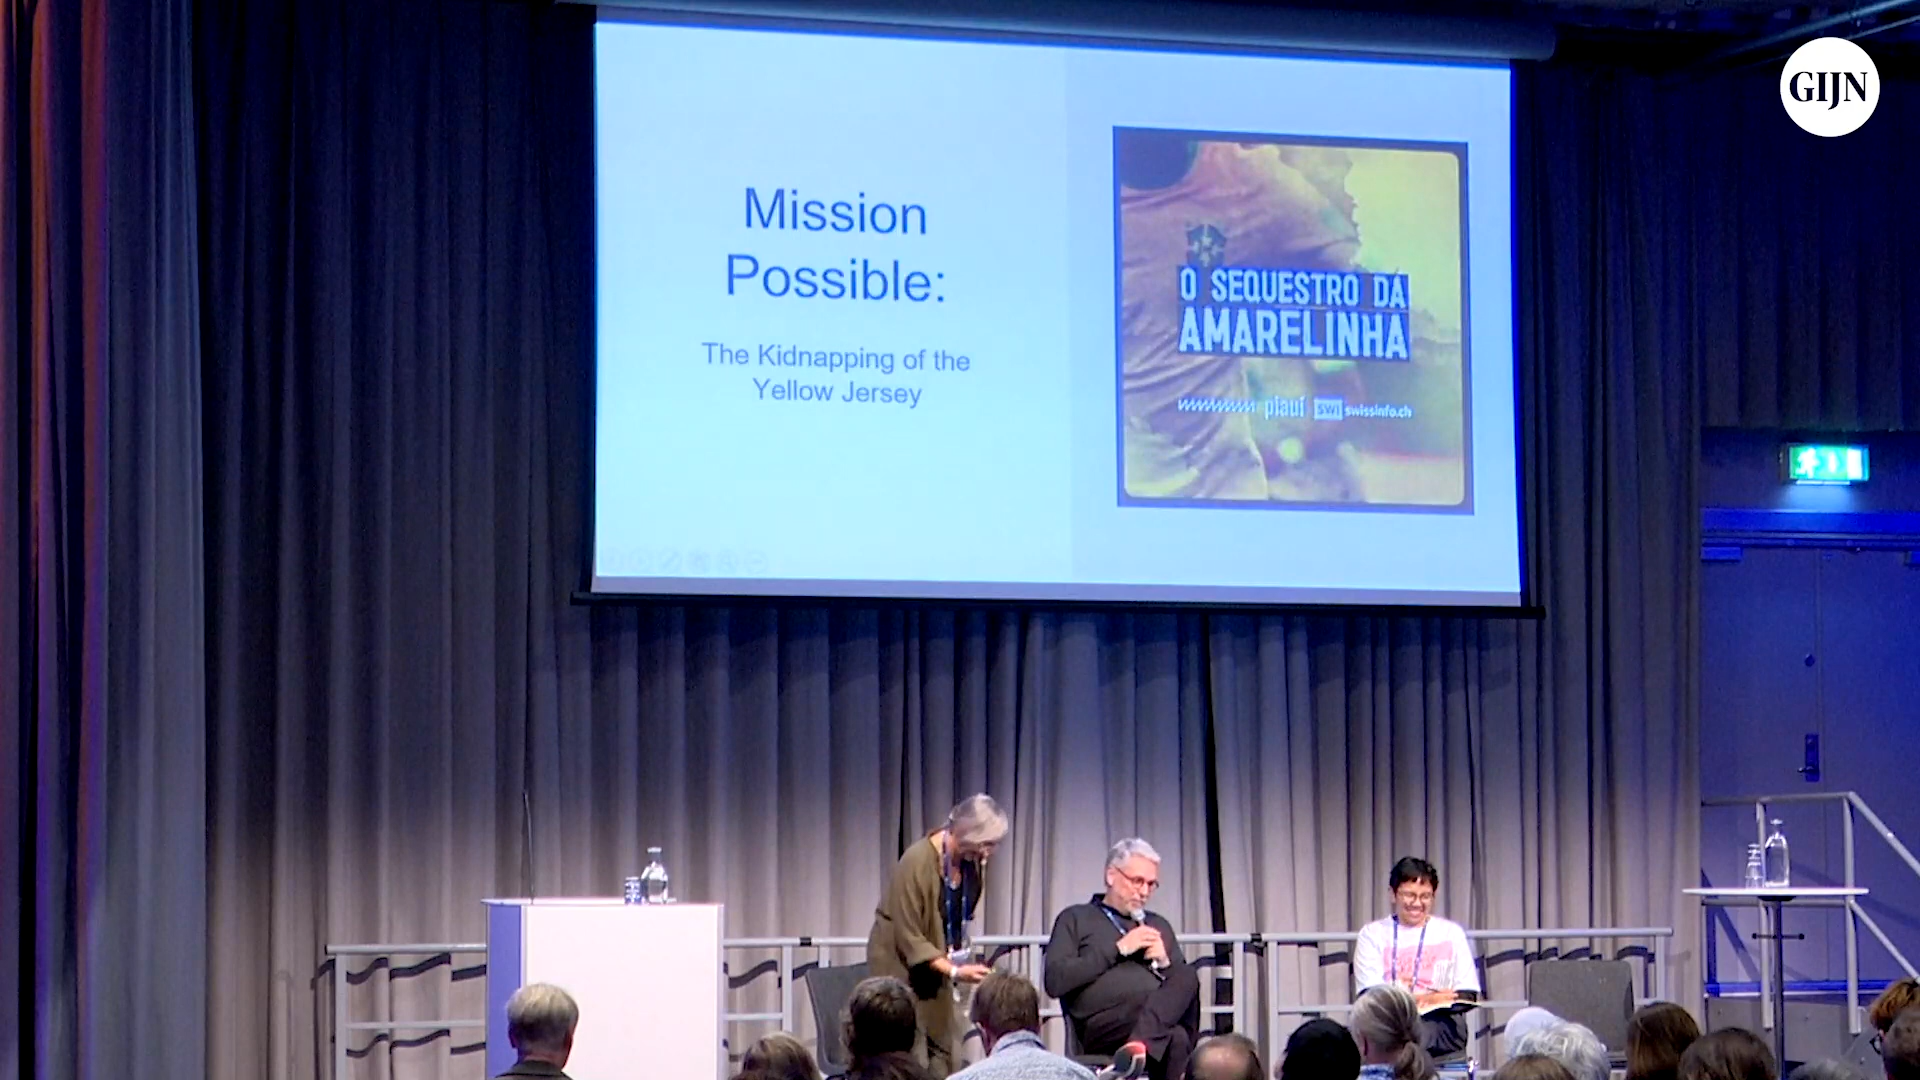 GIJN
Mission
Possible:
The Kidnapping of the
Yellow Jersey
O SEQUESTRO DA
AMARELINHA
piauí SWI swissinfo.ch